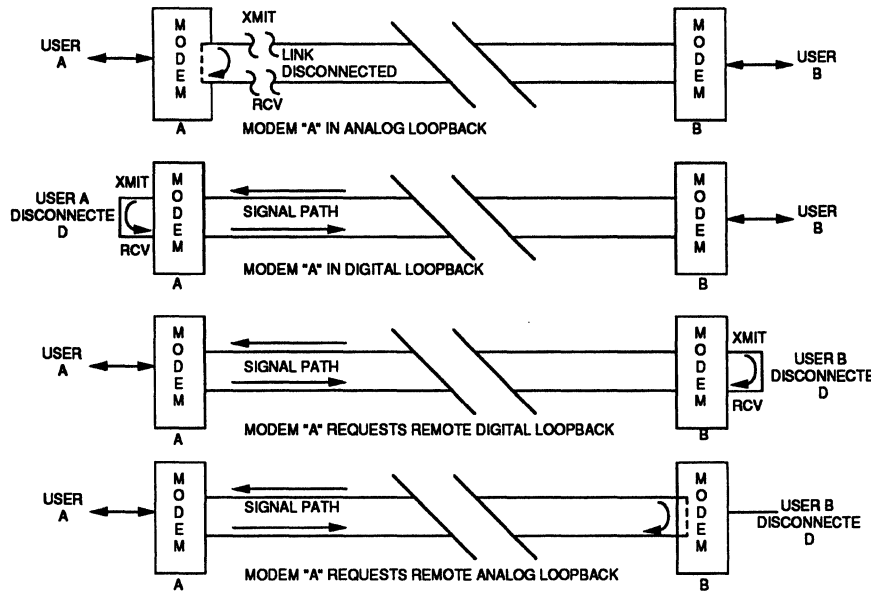 XMIT
USER
A
MODEM
LINK
DISCONNECTED
RCV
MODEM
USER
B
A
MODEM "A" IN ANALOG LOOPBACK
B
USER A
DISCONNECTE
D
XMIT
RCV
MODEM
SIGNAL PATH
MODEM
USER
B
A
MODEM "A" IN DIGITAL LOOPBACK
B
USER
A
MODEM
SIGNAL PATH
MODEM
XMIT
RCV
USER B
DISCONNECTE
D
A
MODEM "A" REQUESTS REMOTE DIGITAL LOOPBACK
B
USER
A
MODEM
SIGNAL PATH
MODEM
USER B
DISCONNECTE
D
A
MODEM "A" REQUESTS REMOTE ANALOG LOOPBACK
B